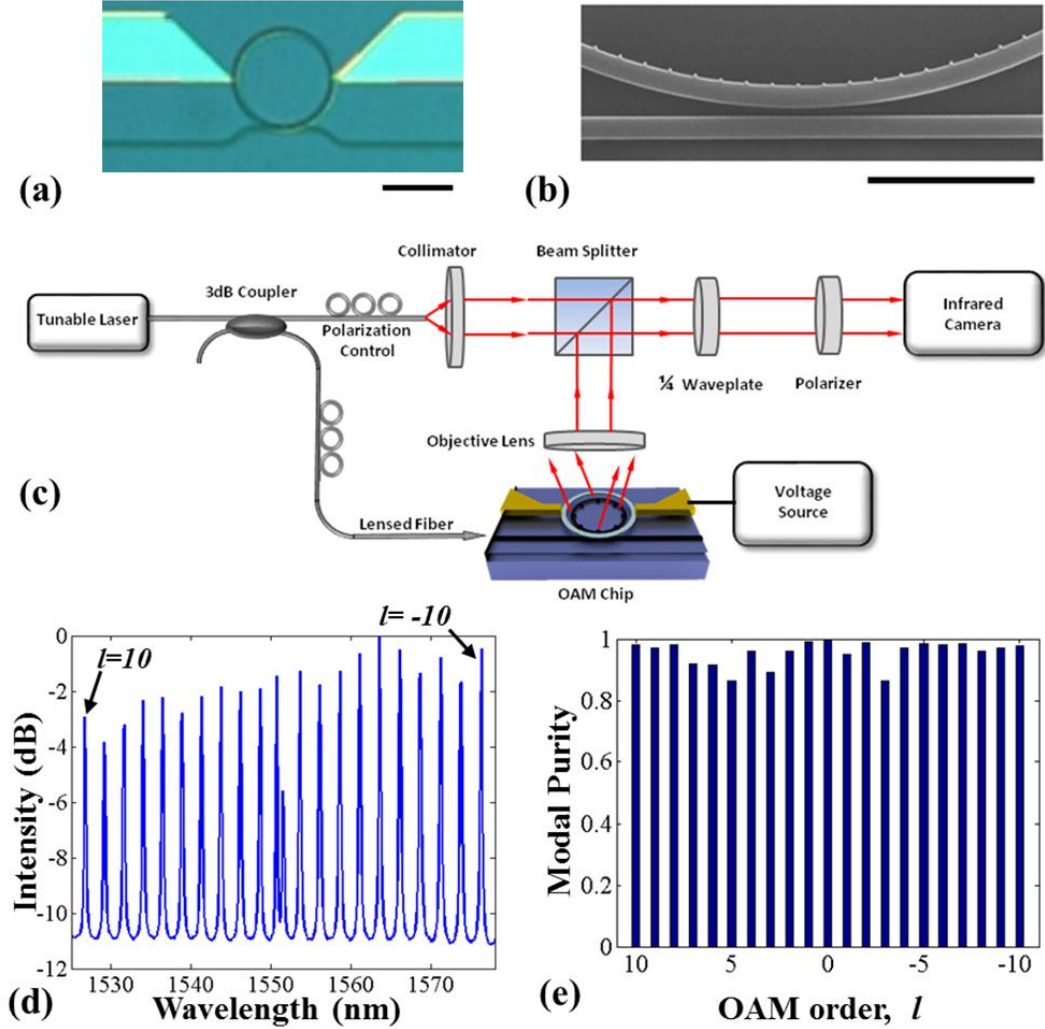 (a)
(b)
Collimator
Beam Splitter
3dB Coupler
Tunable Laser
Polarization
Control
Infrared
Camera
¼ Waveplate
Polarizer
Objective Lens
(c)
Voltage
Source
Lensed Fiber
OAM Chip
l=10
l= -10
0
-2
-4
-6
-8
-10
-12
Intensity (dB)
1530
1540
1550
1560
1570
Wavelength (nm)
(d)
1
0.8
0.6
0.4
0.2
0
Modal Purity
10
5
0
-5
-10
OAM order, l
(e)